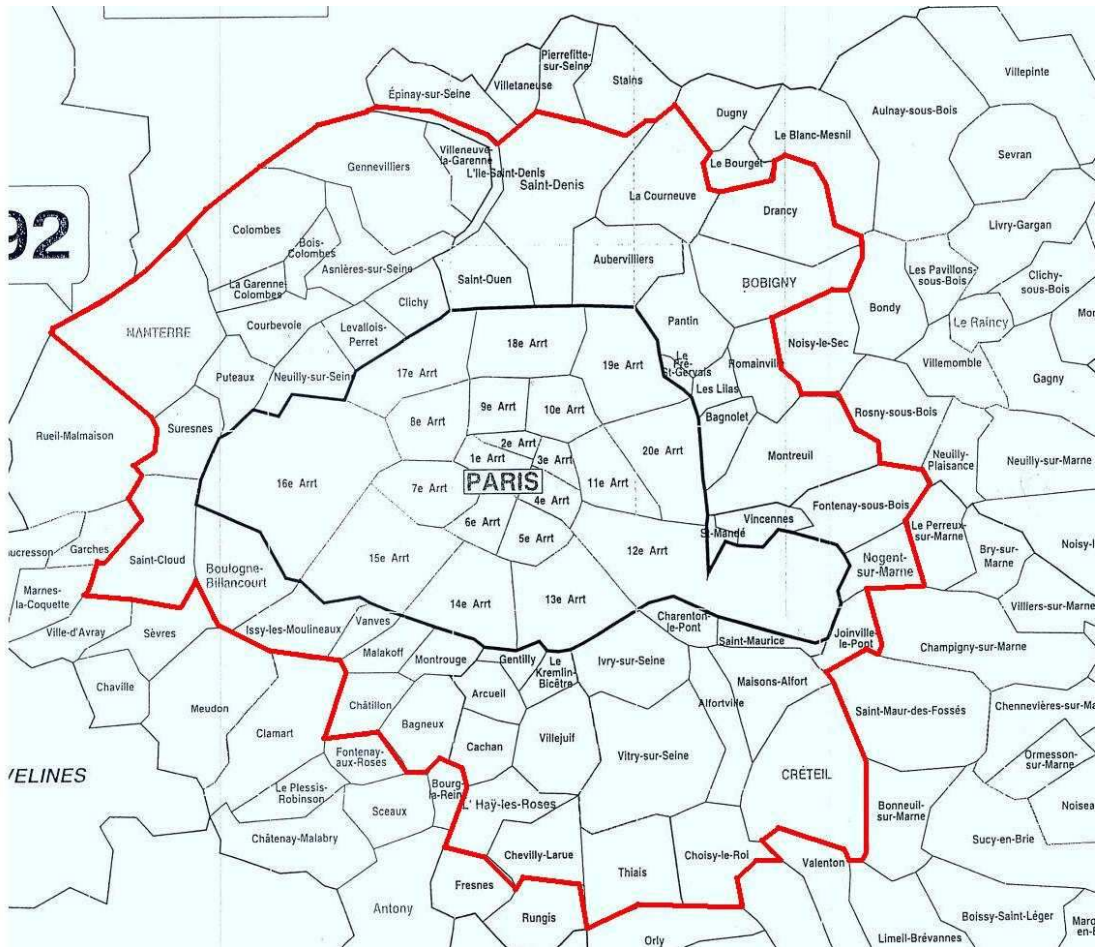 Pierrefitte-
sur-Seine
Villetaneuse
Stains
Villepinte
Épinay-sur-Seine
Dugny
Aulnay-sous-Bois
Le Blanc-Mesnil
Villeneuve-
la-Garenne
Gennevilliers
L'Ile-Saint-Denis
Saint-Denis
Le Bourget
Sevran
La Courneuve
Drancy
92
Colombes
Livry-Gargan
Bois-
Colombes
Asnières-sur-Seine
Saint-Ouen
Aubervilliers
Les Pavillons-
sous-Bois
Clichy-
sous-Bois
La Garenne-
Colombes
Clichy
BOBIGNY
Bondy
NANTERRE
Courbevoie
Levallois-
Perret
Pantin
Le Raincy
18e Arrt
Noisy-le-Sec
Le
Pré-
St-Gervais
Romainville
Villemomble
Puteaux
Neuilly-sur-Sein
17e Arrt
19e Arrt
Gagny
Les Lilas
9e Arrt
10e Arrt
8e Arrt
Bagnolet
Rosny-sous-Bois
Rueil-Malmaison
Suresnes
2e Arrt
20e Arrt
Montreuil
Neuilly-
Plaisance
Neuilly-sur-Marne
1e Arrt
3e Arrt
PARIS
16e Arrt
7e Arrt
11e Arrt
4e Arrt
Fontenay-sous-Bois
6e Arrt
Vincennes
Le Perreux-
sur-Marne
St-Mandé
5e Arrt
12e Arrt
aucresson
Garches
Saint-Cloud
15e Arrt
Nogent-
sur-Marne
Bry-sur-
Marne
Noisy-l
Boulogne-
Billancourt
Marnes-
la-Coquette
14e Arrt
13e Arrt
Villiers-sur-Marne
Ville-d'Avray
Sèvres
Issy-les-Moulineaux
Vanves
Charenton-
le-Pont
Saint-Maurice
Joinville-
le-Pont
Champigny-sur-Marne
Malakoff
Montrouge
Gentilly
Le
Kremlin-
Bicêtre
Ivry-sur-Seine
Maisons-Alfort
Chaville
Meudon
Châtillon
Arcueil
Alfortville
Saint-Maur-des-Fossés
Chennevières-sur-Ma
Bagneux
Clamart
Villejuif
Cachan
Fontenay-
aux-Roses
Vitry-sur-Seine
Ormesson-
sur-Marne
VELINES
CRÉTEIL
Le Plessis-
Robinson
Bourg-
a-Rein
L' Haÿ-les-Roses
Sceaux
Bonneuil-
sur-Marne
Noisea
Châtenay-Malabry
Sucy-en-Brie
Chevilly-Larue
Choisy-le-Roi
Valenton
Thiais
Fresnes
Antony
Rungis
Boissy-Saint-Léger
Orly
Limeil-Brévannes